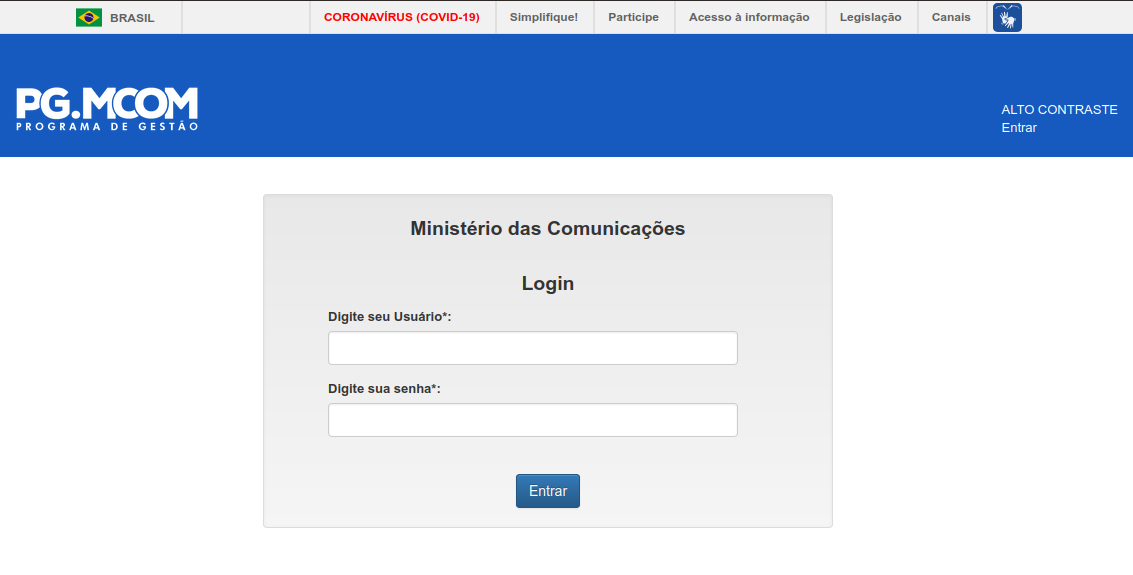 BRASIL CORONAVÍRUS (COVID-19) Simplifique! Participe Acesso à informação Legislação Canais
PG.MCOM
PROGRAMA DE GESTÃO
ALTO CONTRASTE
Entrar
Ministério das Comunicações
Login
Digite seu Usuário*:
Digite sua senha*:
Entrar